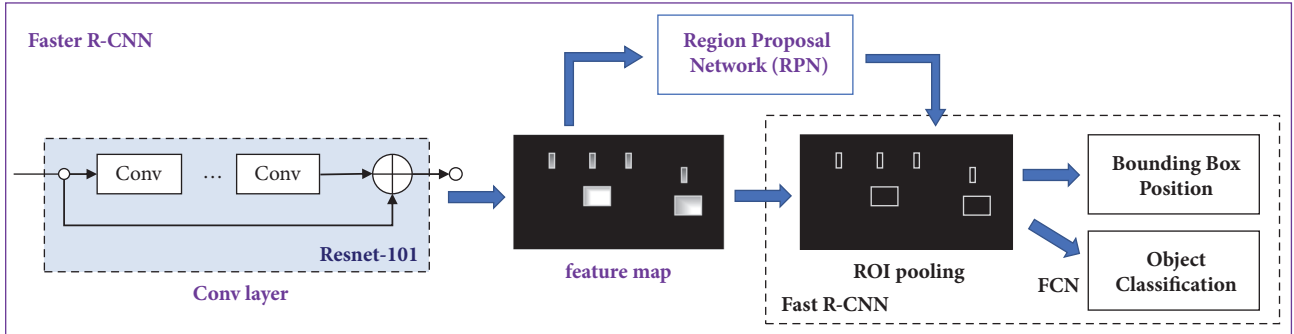 Faster R-CNN
Region Proposal
Network (RPN)
Conv
...
Conv
Resnet-101
Conv layer
feature map
ROI pooling
Fast R-CNN
FCN
Bounding Box
Position
Object
Classification